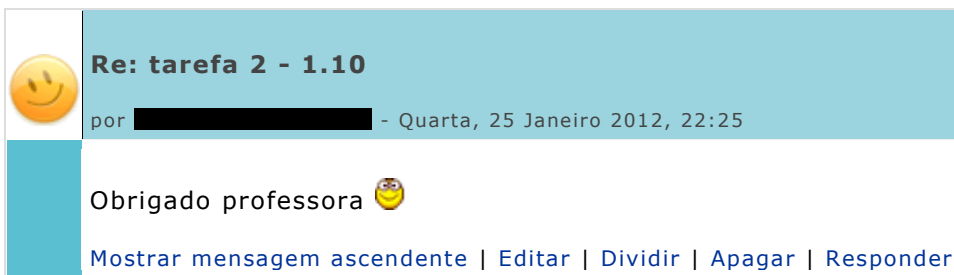 Re: tarefa 2 - 1.10
por - Quarta, 25 Janeiro 2012, 22:25
Obrigado professora
Mostrar mensagem ascendente | Editar | Dividir | Apagar | Responder